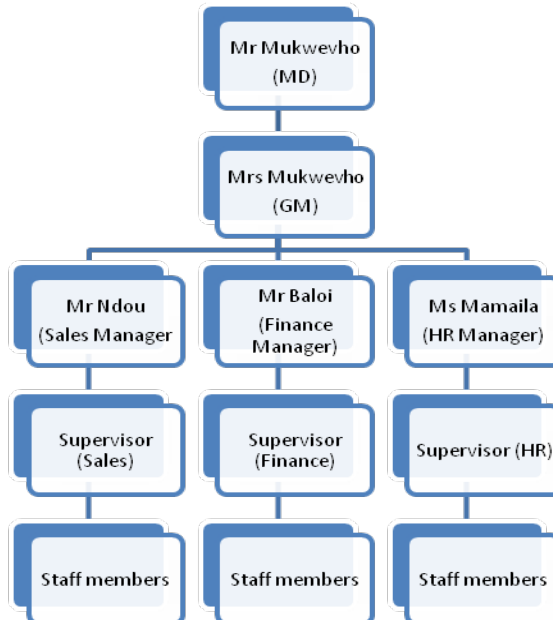 Mr Mukwevho
(MD)
Mrs Mukwevho
(GM)
Mr Ndou
(Sales Manager
Mr Baloi
(Finance
Manager)
Ms Mamaila
(HR Manager)
Supervisor
(Sales)
Supervisor
(Finance)
Supervisor (HR)
Staff members
Staff members
Staff members